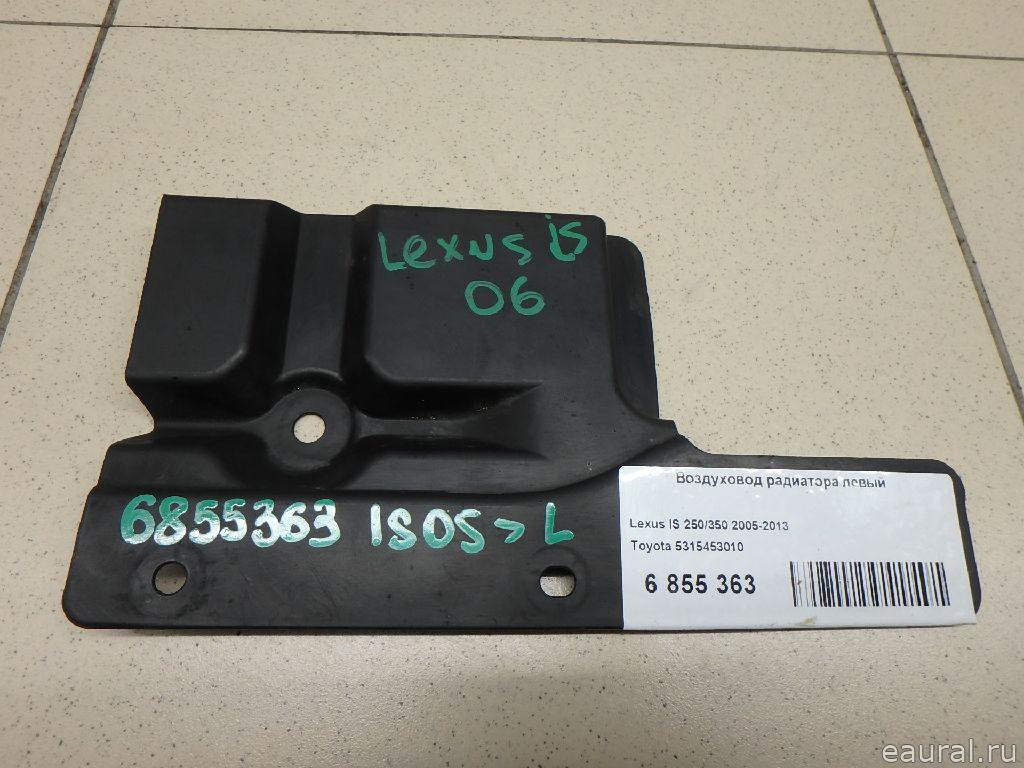 Lexus is
06
6855363 IS05> L
Воздуховод радиатора левый
Lexus IS 250/350 2005-2013
Toyota 5315453010
6 855 363
eaural.ru